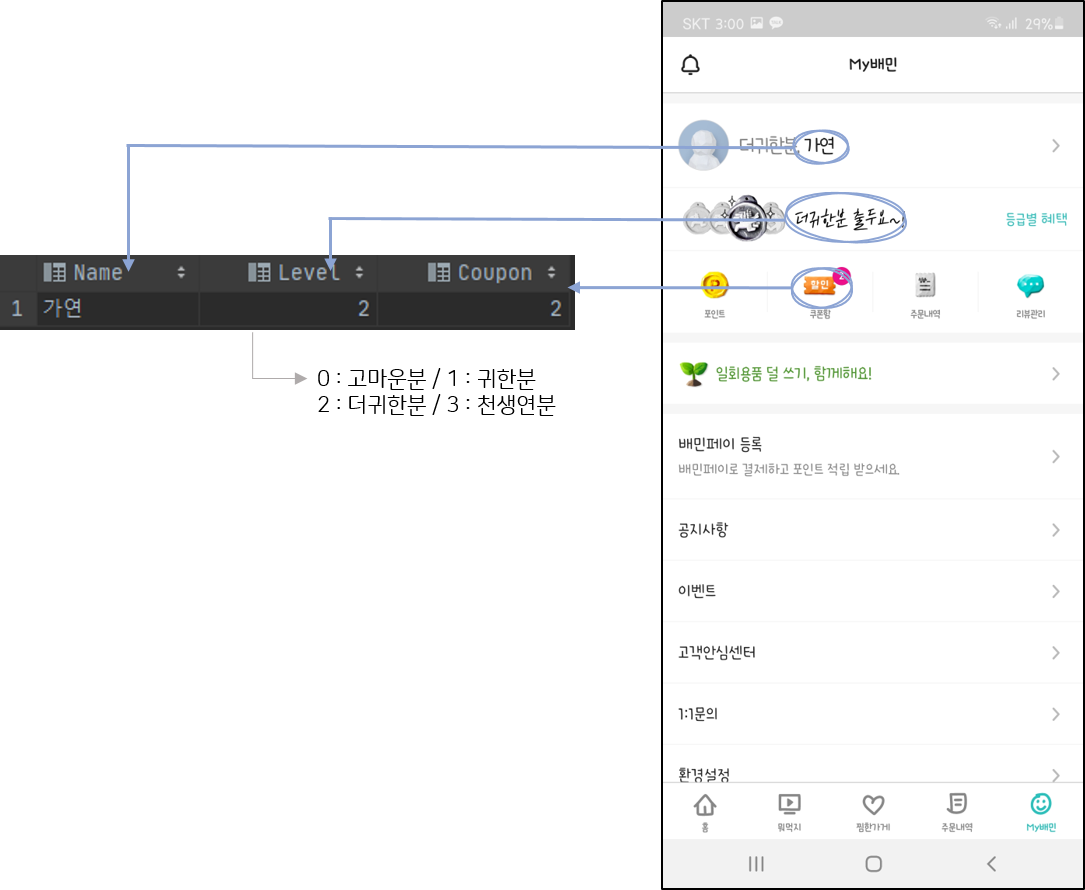 SKT 3:00
29%
My배민
더귀한분, 가연
더귀한분 출두요~!
등급별 혜택
할인
2
P
포인트
쿠폰함
주문내역
리뷰관리
일회용품 덜 쓰기, 함께해요!
배민페이 등록
배민페이로 결제하고 포인트 적립 받으세요.
공지사항
이벤트
고객안심센터
1:1문의
환경설정
홈
뭐먹지
찜한가게
주문내역
My배민
Name Level Coupon
1 가연 2 2
0 : 고마운분 / 1 : 귀한분
2 : 더귀한분 / 3 : 천생연분